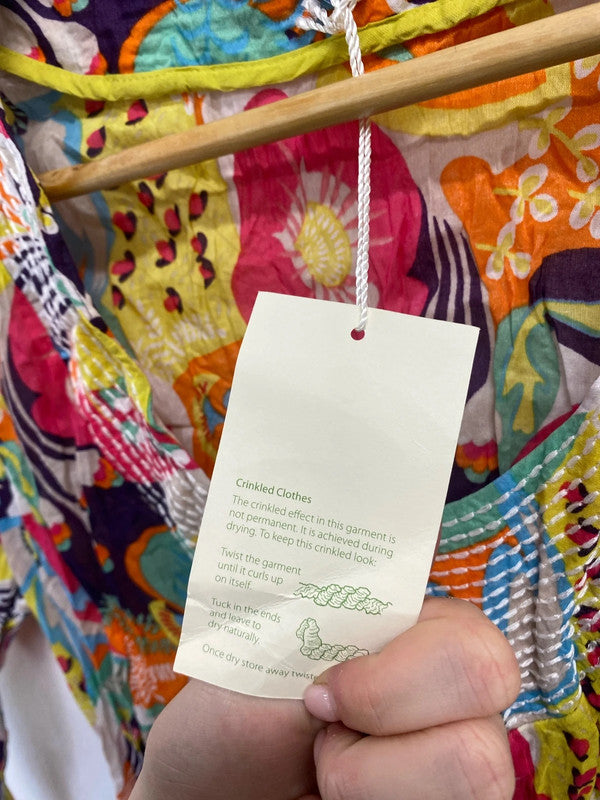 Crinkled Clothes
The crinkled effect in this garment is
not permanent. It is achieved during
drying. To keep this crinkled look:
Twist the garment
until it curls up
on itself.
Tuck in the ends
and leave to
dry naturally.
Once dry store away